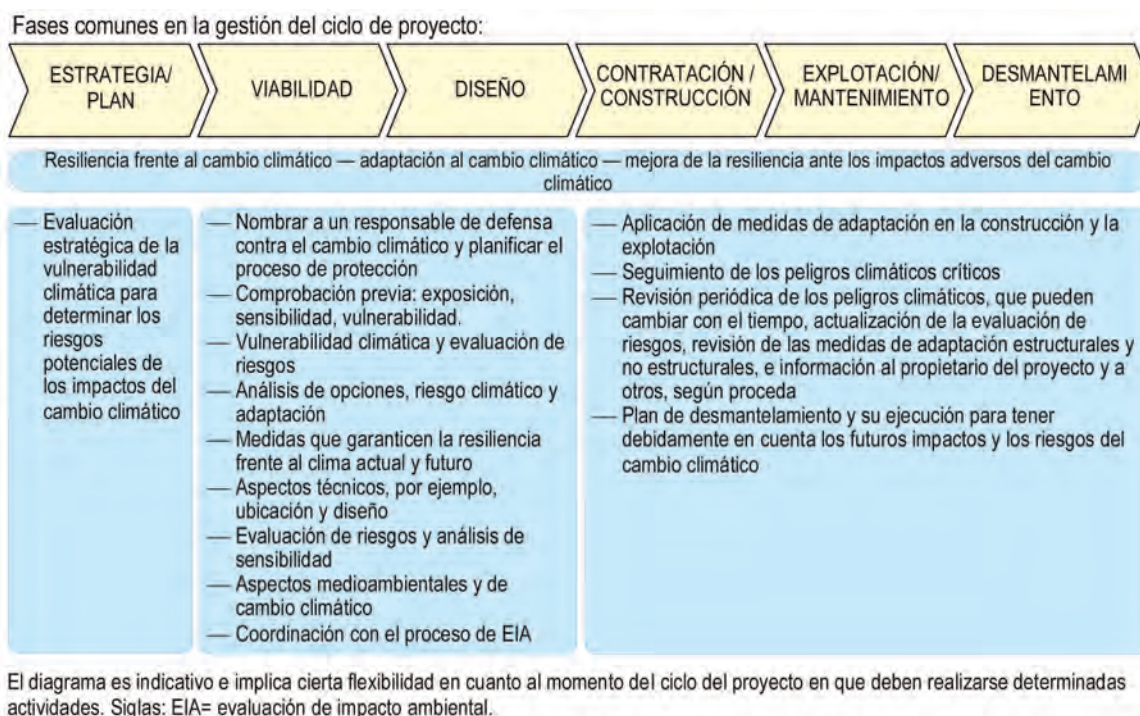 Fases comunes en la gestión del ciclo de proyecto:
ESTRATEGIA/
PLAN
VIABILIDAD
DISEÑO
CONTRATACIÓN /
CONSTRUCCIÓN
EXPLOTACIÓN/
MANTENIMIENTO
DESMANTELAMI
ENTO
Resiliencia frente al cambio climático — adaptación al cambio climático — mejora de la resiliencia ante los impactos adversos del cambio
climático
— Evaluación
estratégica de la
vulnerabilidad
climática para
determinar los
riesgos
potenciales de
los impactos del
cambio climático
— Nombrar a un responsable de defensa
contra el cambio climático y planificar el
proceso de protección
— Comprobación previa: exposición,
sensibilidad, vulnerabilidad.
— Vulnerabilidad climática y evaluación de
riesgos
— Análisis de opciones, riesgo climático y
adaptación
— Medidas que garanticen la resiliencia
frente al clima actual y futuro
— Aspectos técnicos, por ejemplo,
ubicación y diseño
— Evaluación de riesgos y análisis de
sensibilidad
— Aspectos medioambientales y de
cambio climático
— Coordinación con el proceso de EIA
— Aplicación de medidas de adaptación en la construcción y la
explotación
— Seguimiento de los peligros climáticos críticos
— Revisión periódica de los peligros climáticos, que pueden
cambiar con el tiempo, actualización de la evaluación de
riesgos, revisión de las medidas de adaptación estructurales y
no estructurales, e información al propietario del proyecto y a
otros, según proceda
— Plan de desmantelamiento y su ejecución para tener
debidamente en cuenta los futuros impactos y los riesgos del
cambio climático
El diagrama es indicativo e implica cierta flexibilidad en cuanto al momento del ciclo del proyecto en que deben realizarse determinadas
actividades. Siglas: EIA= evaluación de impacto ambiental.